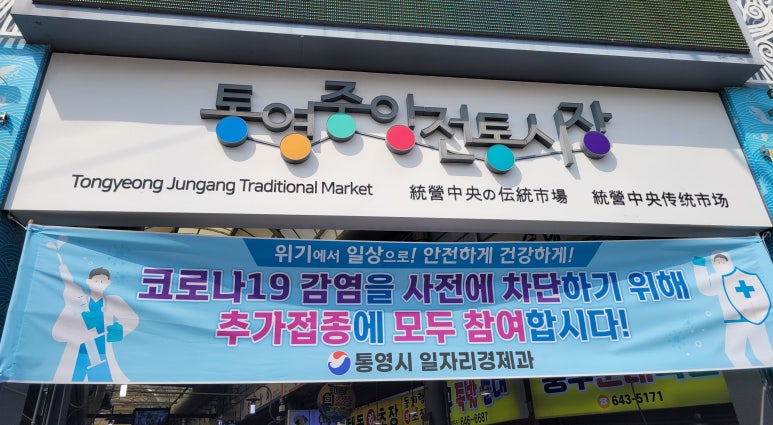 통영중앙전통시장
Tongyeong Jungang Traditional Market 統營中央の伝統市場 統營中央传统市场
위기에서 일상으로! 안전하게 건강하게!
코로나19 감염을 사전에 차단하기 위해
추가접종에 모두 참여합시다!
통영시 일자리경제과
646-6687
643-5171